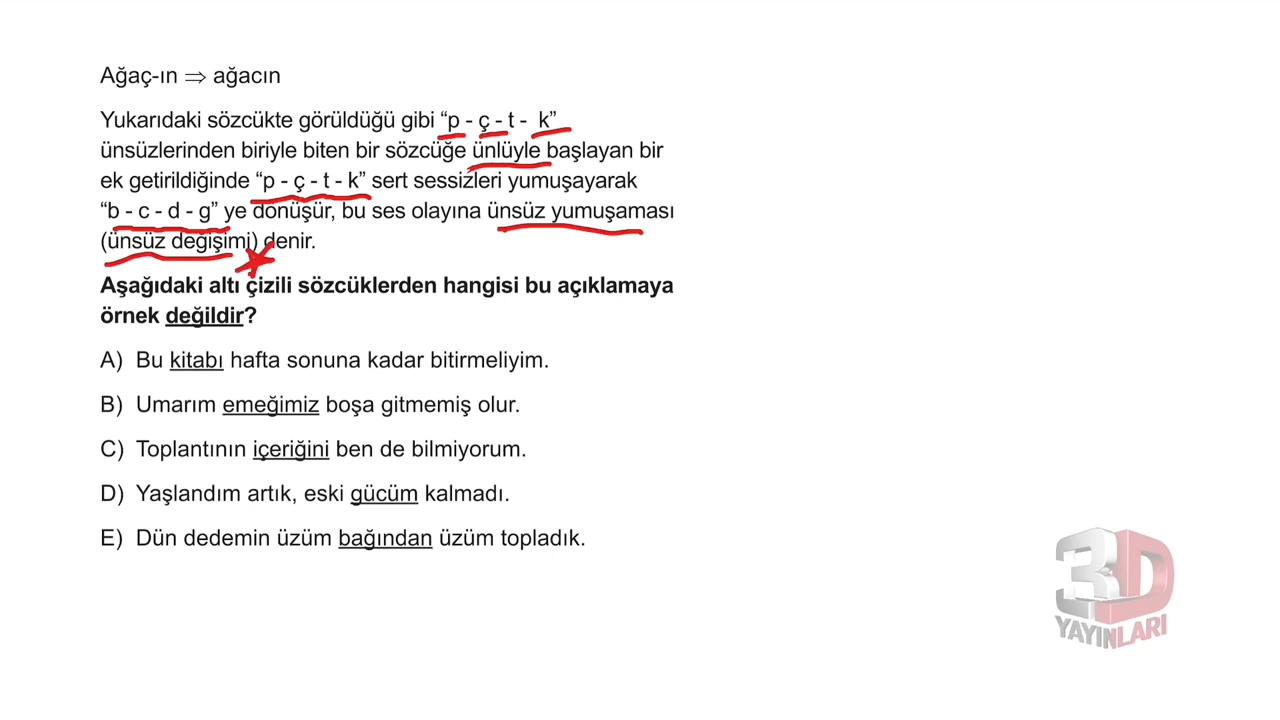 Ağaç-ın ⇒ ağacın
Yukarıdaki sözcükte görüldüğü gibi “p - ç - t - k”
ünsüzlerinden biriyle biten bir sözcüğe ünlüyle başlayan bir
ek getirildiğinde “p - ç - t - k” sert sessizleri yumuşayarak
“b - c - d - g” ye dönüşür, bu ses olayına ünsüz yumuşaması
(ünsüz değişimi) denir.
Aşağıdaki altı çizili sözcüklerden hangisi bu açıklamaya
örnek değildir?
A) Bu kitabı hafta sonuna kadar bitirmeliyim.
B) Umarım emeğimiz boşa gitmemiş olur.
C) Toplantının içeriğini ben de bilmiyorum.
D) Yaşlandım artık, eski gücüm kalmadı.
E) Dün dedemin üzüm bağından üzüm topladık.
3D
YAYINLARI